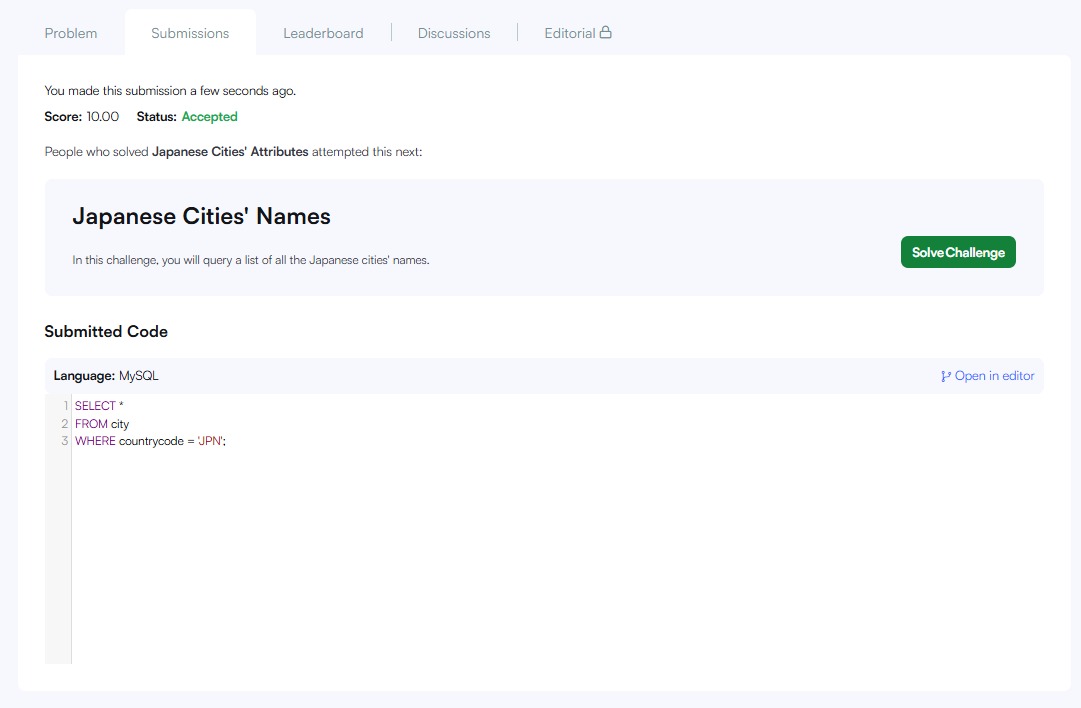 Problem Submissions Leaderboard Discussions Editorial
You made this submission a few seconds ago.
Score: 10.00 Status: Accepted
People who solved Japanese Cities' Attributes attempted this next:
Japanese Cities' Names
In this challenge, you will query a list of all the Japanese cities' names.
Solve Challenge
Submitted Code
Language: MySQL Open in editor
1 SELECT *
2 FROM city
3 WHERE countrycode = 'JPN';